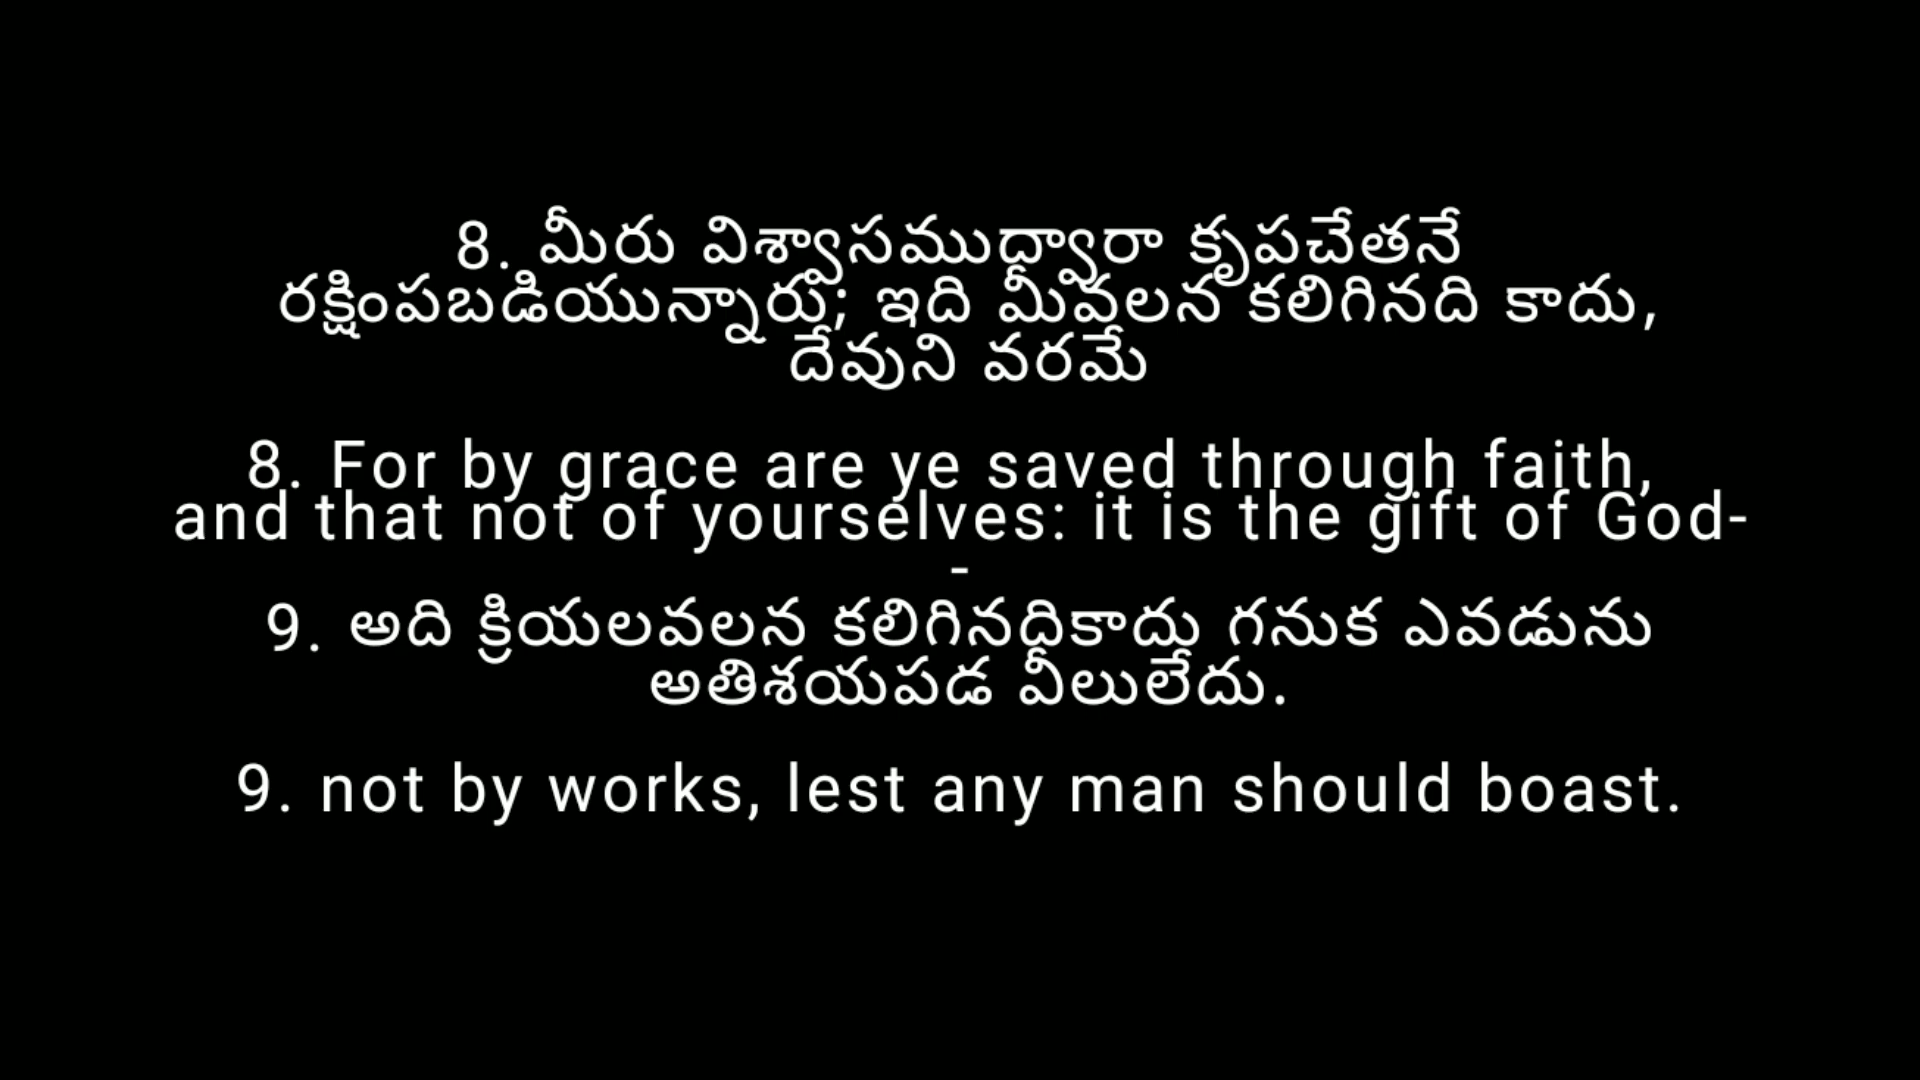 8. మీరు విశ్వాసముద్వారా కృపచేతనే
రక్షింపబడియున్నారు; ఇది మీవలన కలిగినది కాదు,
దేవుని వరమే
8. For by grace are ye saved through faith,
and that not of yourselves: it is the gift of God-
-
9. అది క్రియలవలన కలిగినదికాదు గనుక ఎవడును
అతిశయపడ వీలులేదు.
9. not by works, lest any man should boast.